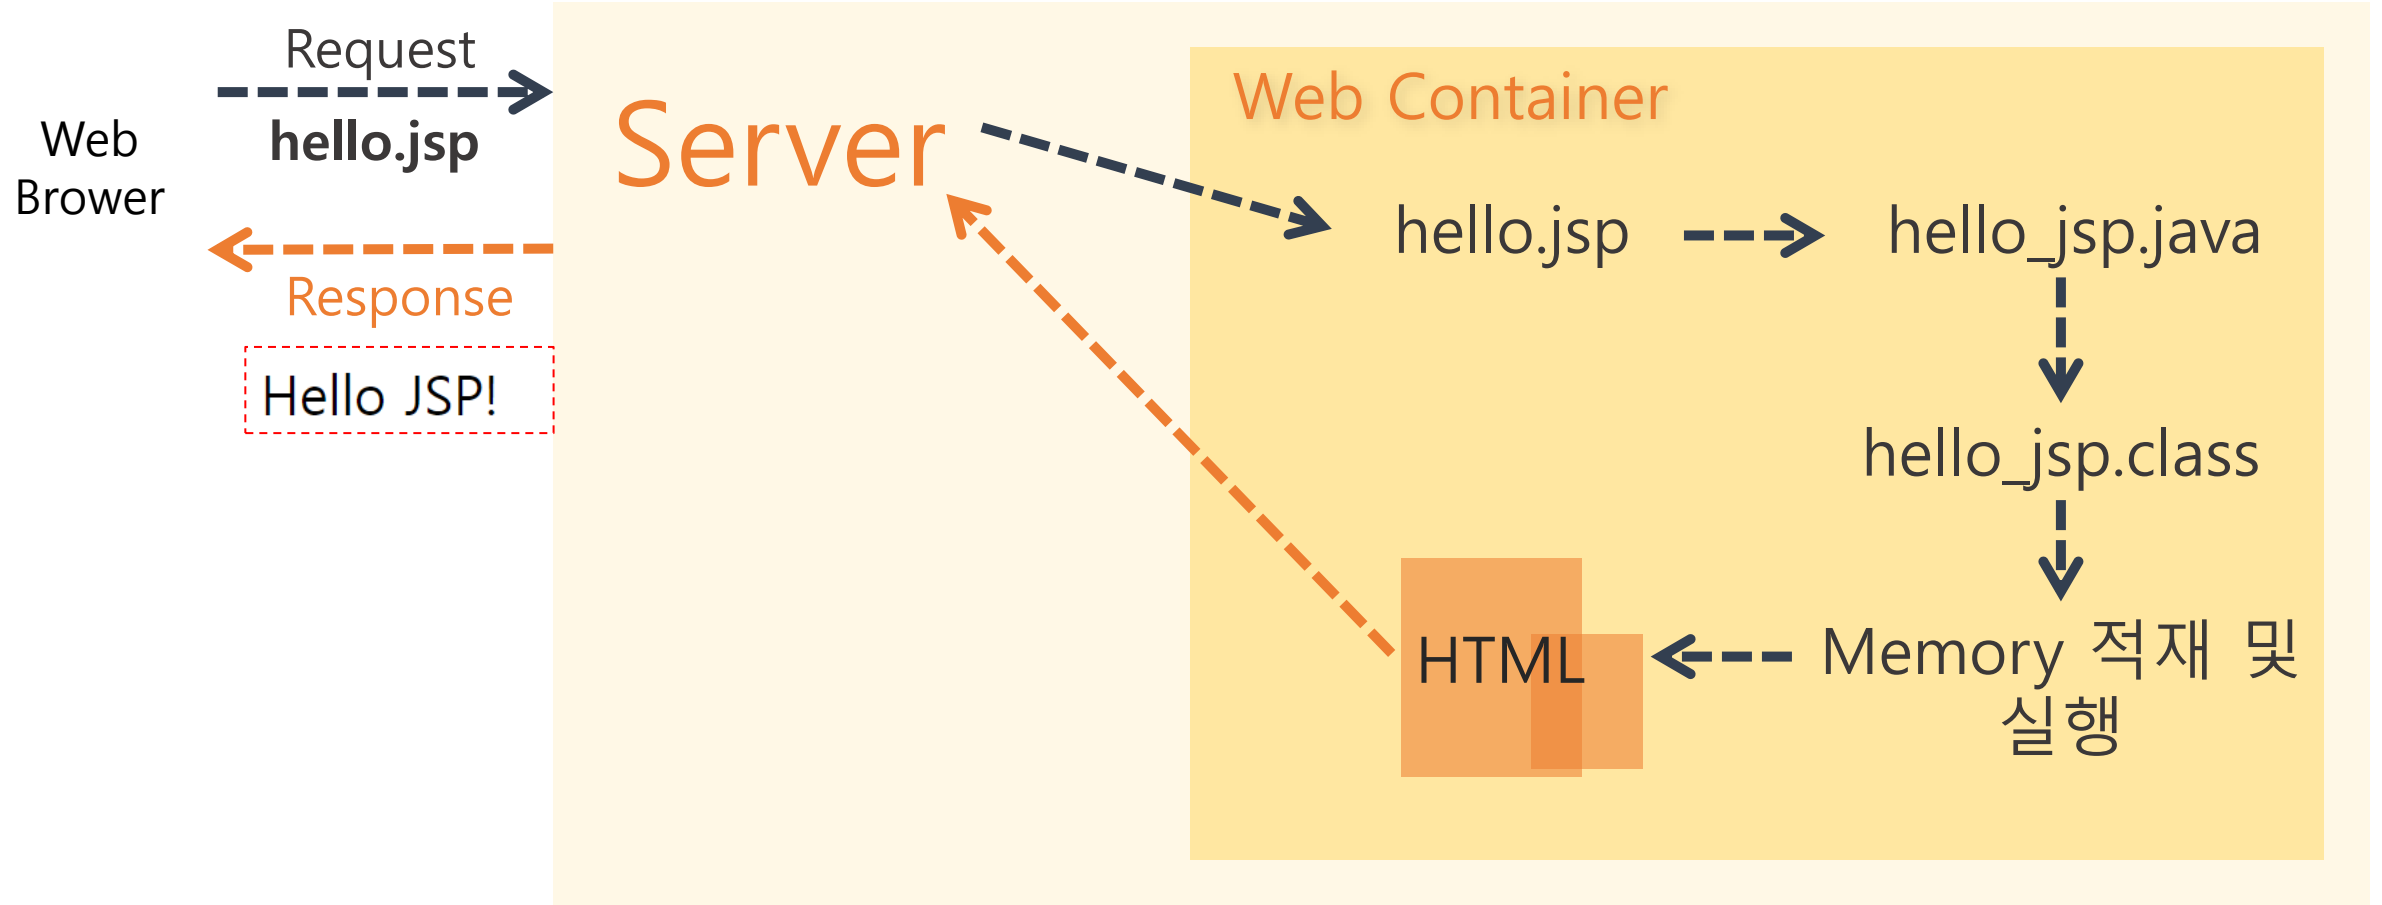 Request
hello.jsp
Web
Brower
Response
Hello JSP!
Server
Web Container
hello.jsp
hello_jsp.java
hello_jsp.class
Memory 적재 및
실행
HTML